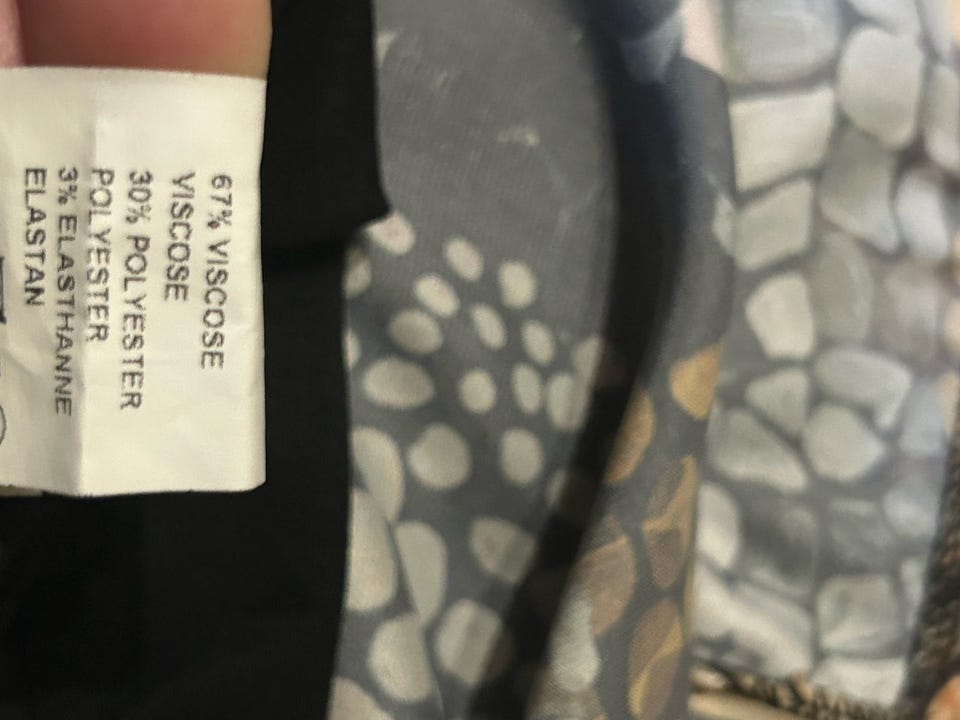 67% VISCOSE
VISCOSE
30% POLYESTER
POLYESTER
3% ELASTHANNE
ELASTAN